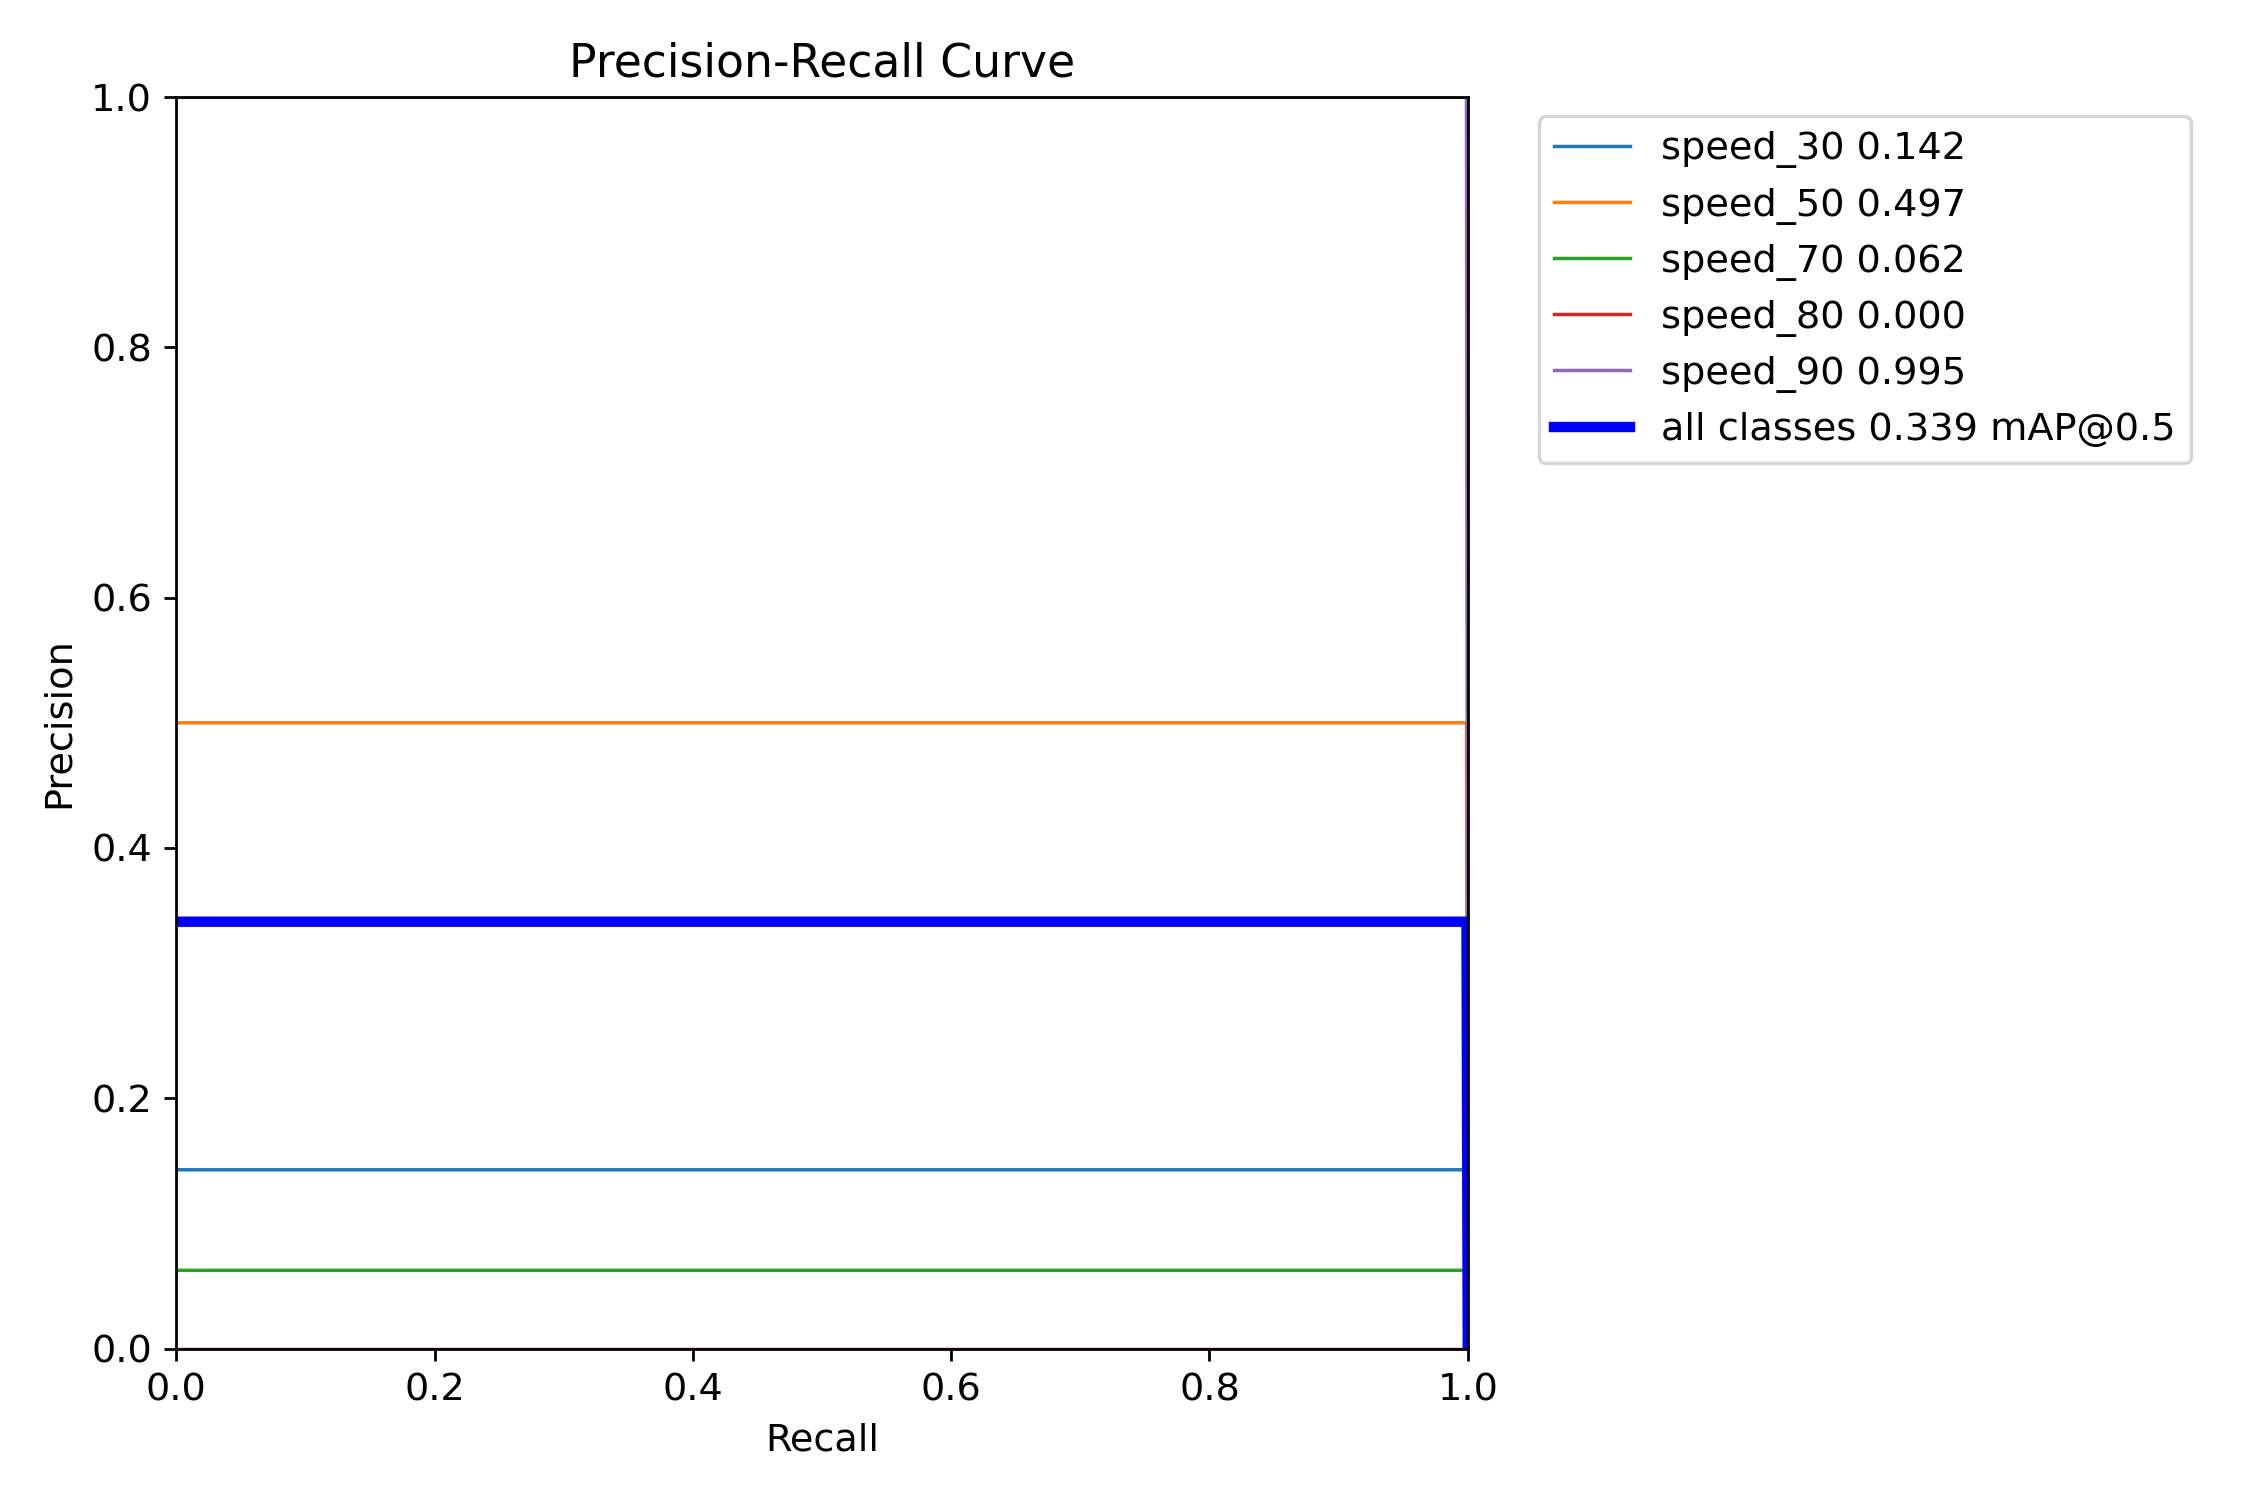 Precision-Recall Curve
1.0
0.8
0.6
0.4
0.2
0.0
Precision
0.0 0.2 0.4 0.6 0.8 1.0
Recall
speed_30 0.142
speed_50 0.497
speed_70 0.062
speed_80 0.000
speed_90 0.995
all classes 0.339 mAP@0.5